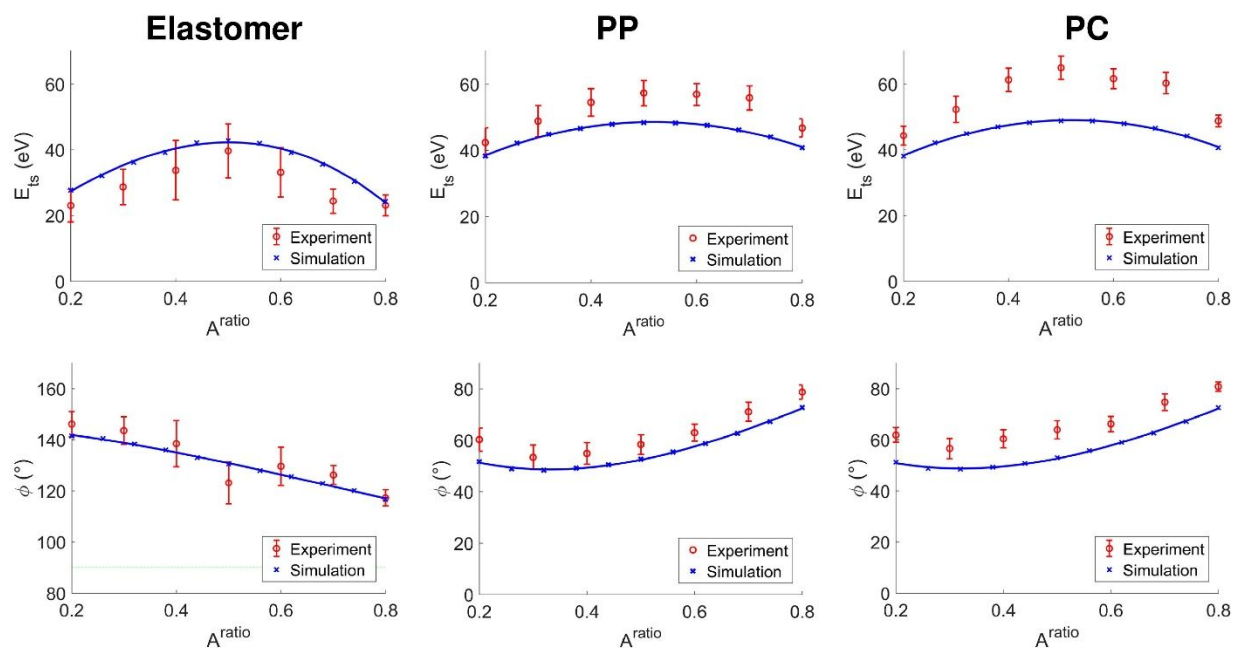 Elastomer
PP
PC
60
40
20
0
E_ts (eV)
Experiment
Simulation
0.2 0.4 0.6 0.8
A^ratio
60
40
20
0
E_ts (eV)
Experiment
Simulation
0.2 0.4 0.6 0.8
A^ratio
60
40
20
0
E_ts (eV)
Experiment
Simulation
0.2 0.4 0.6 0.8
A^ratio
160
140
120
100
80
ϕ (°)
Experiment
Simulation
0.2 0.4 0.6 0.8
A^ratio
80
60
40
20
0
ϕ (°)
Experiment
Simulation
0.2 0.4 0.6 0.8
A^ratio
80
60
40
20
0
ϕ (°)
Experiment
Simulation
0.2 0.4 0.6 0.8
A^ratio